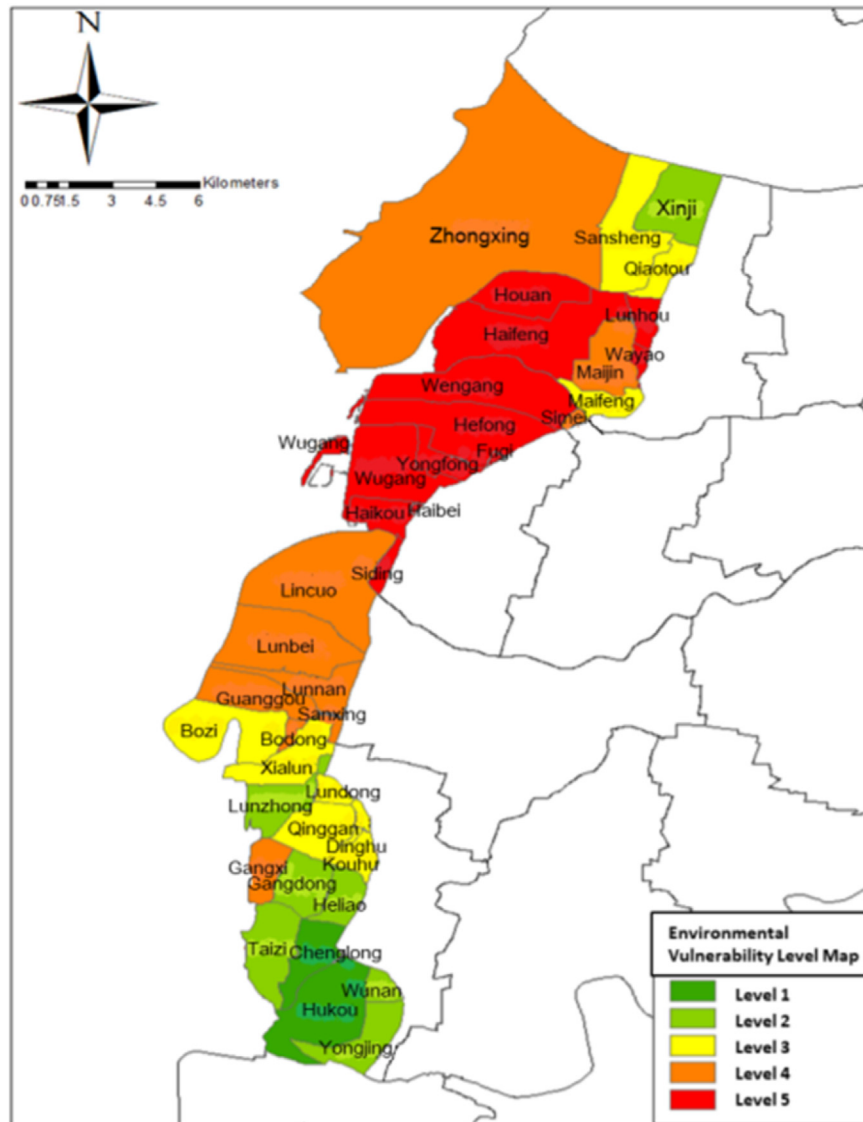 N
Kilometers
0 0.75 1.5 3 4.5 6
Xinji
Zhongxing
Sansheng
Qiaotou
Houan
Lunhou
Haifeng
Wayao
Maijin
Wengang
Maifeng
Simei
Hefong
Wugang
Fugi
Yongfong
Wugang
Haikou
Haibei
Siding
Lincuo
Lunbei
Lunnan
Guanggou
Sanxing
Bozi
Bodong
Xialun
Lundong
Lunzhong
Qinggan
Dinghu
Kouhu
Gangxi
Gangdong
Heliao
Taizi
Chenglong
Wunan
Hukou
Yongjing
Environmental
Vulnerability Level Map
Level 1
Level 2
Level 3
Level 4
Level 5